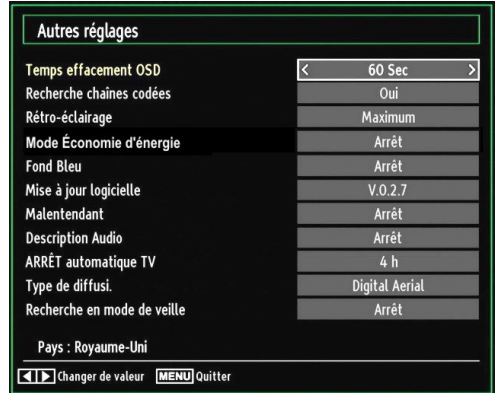 Autres réglages
Temps effacement OSD < 60 Sec >
Recherche chaînes codées Oui
Rétro-éclairage Maximum
Mode Économie d'énergie Arrêt
Fond Bleu Arrêt
Mise à jour logicielle V.0.2.7
Malentendant Arrêt
Description Audio Arrêt
ARRÊT automatique TV 4 h
Type de diffusi. Digital Aerial
Recherche en mode de veille Arrêt
Pays : Royaume-Uni
Changer de valeur MENU Quitter